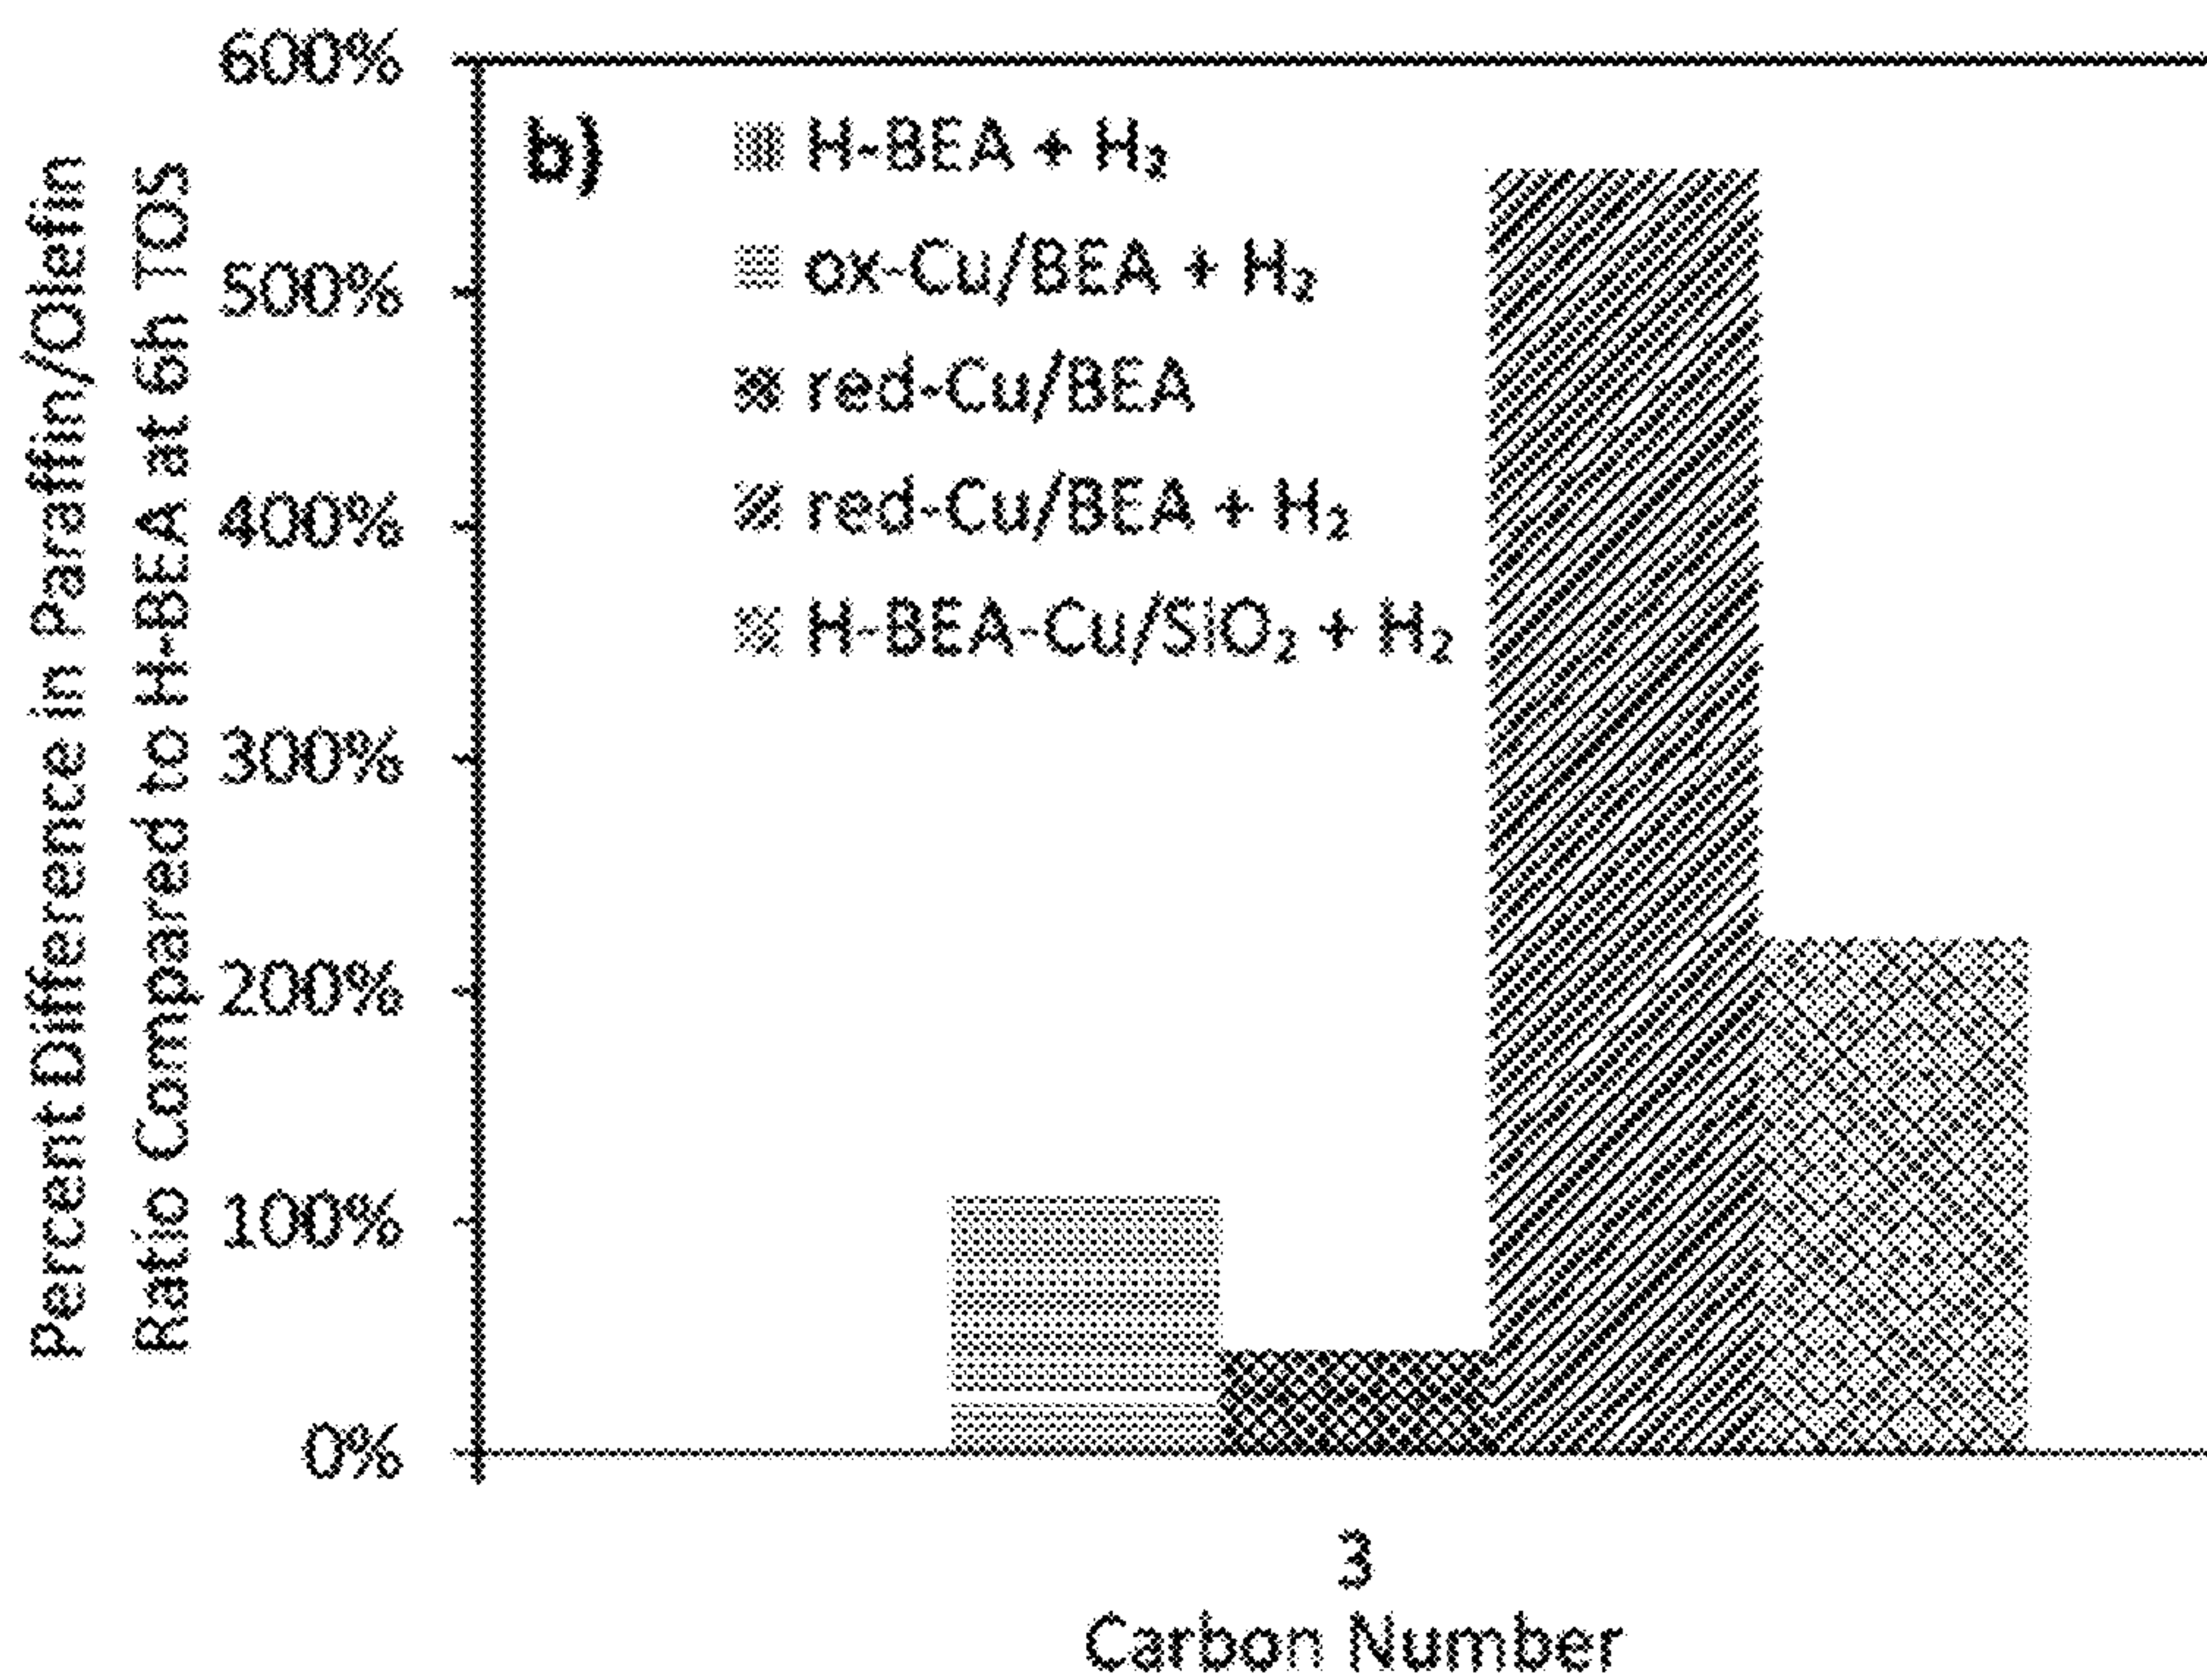 Percent Difference in Paraffin/Olefin
Ratio Compared to H-BEA at 6h TOS
600%
500%
400%
300%
200%
100%
0%
b)
H-BEA + H₃
ox-Cu/BEA + H₂
red-Cu/BEA
red-Cu/BEA + H₂
H-BEA-Cu/SiO₂ + H₂
3
Carbon Number